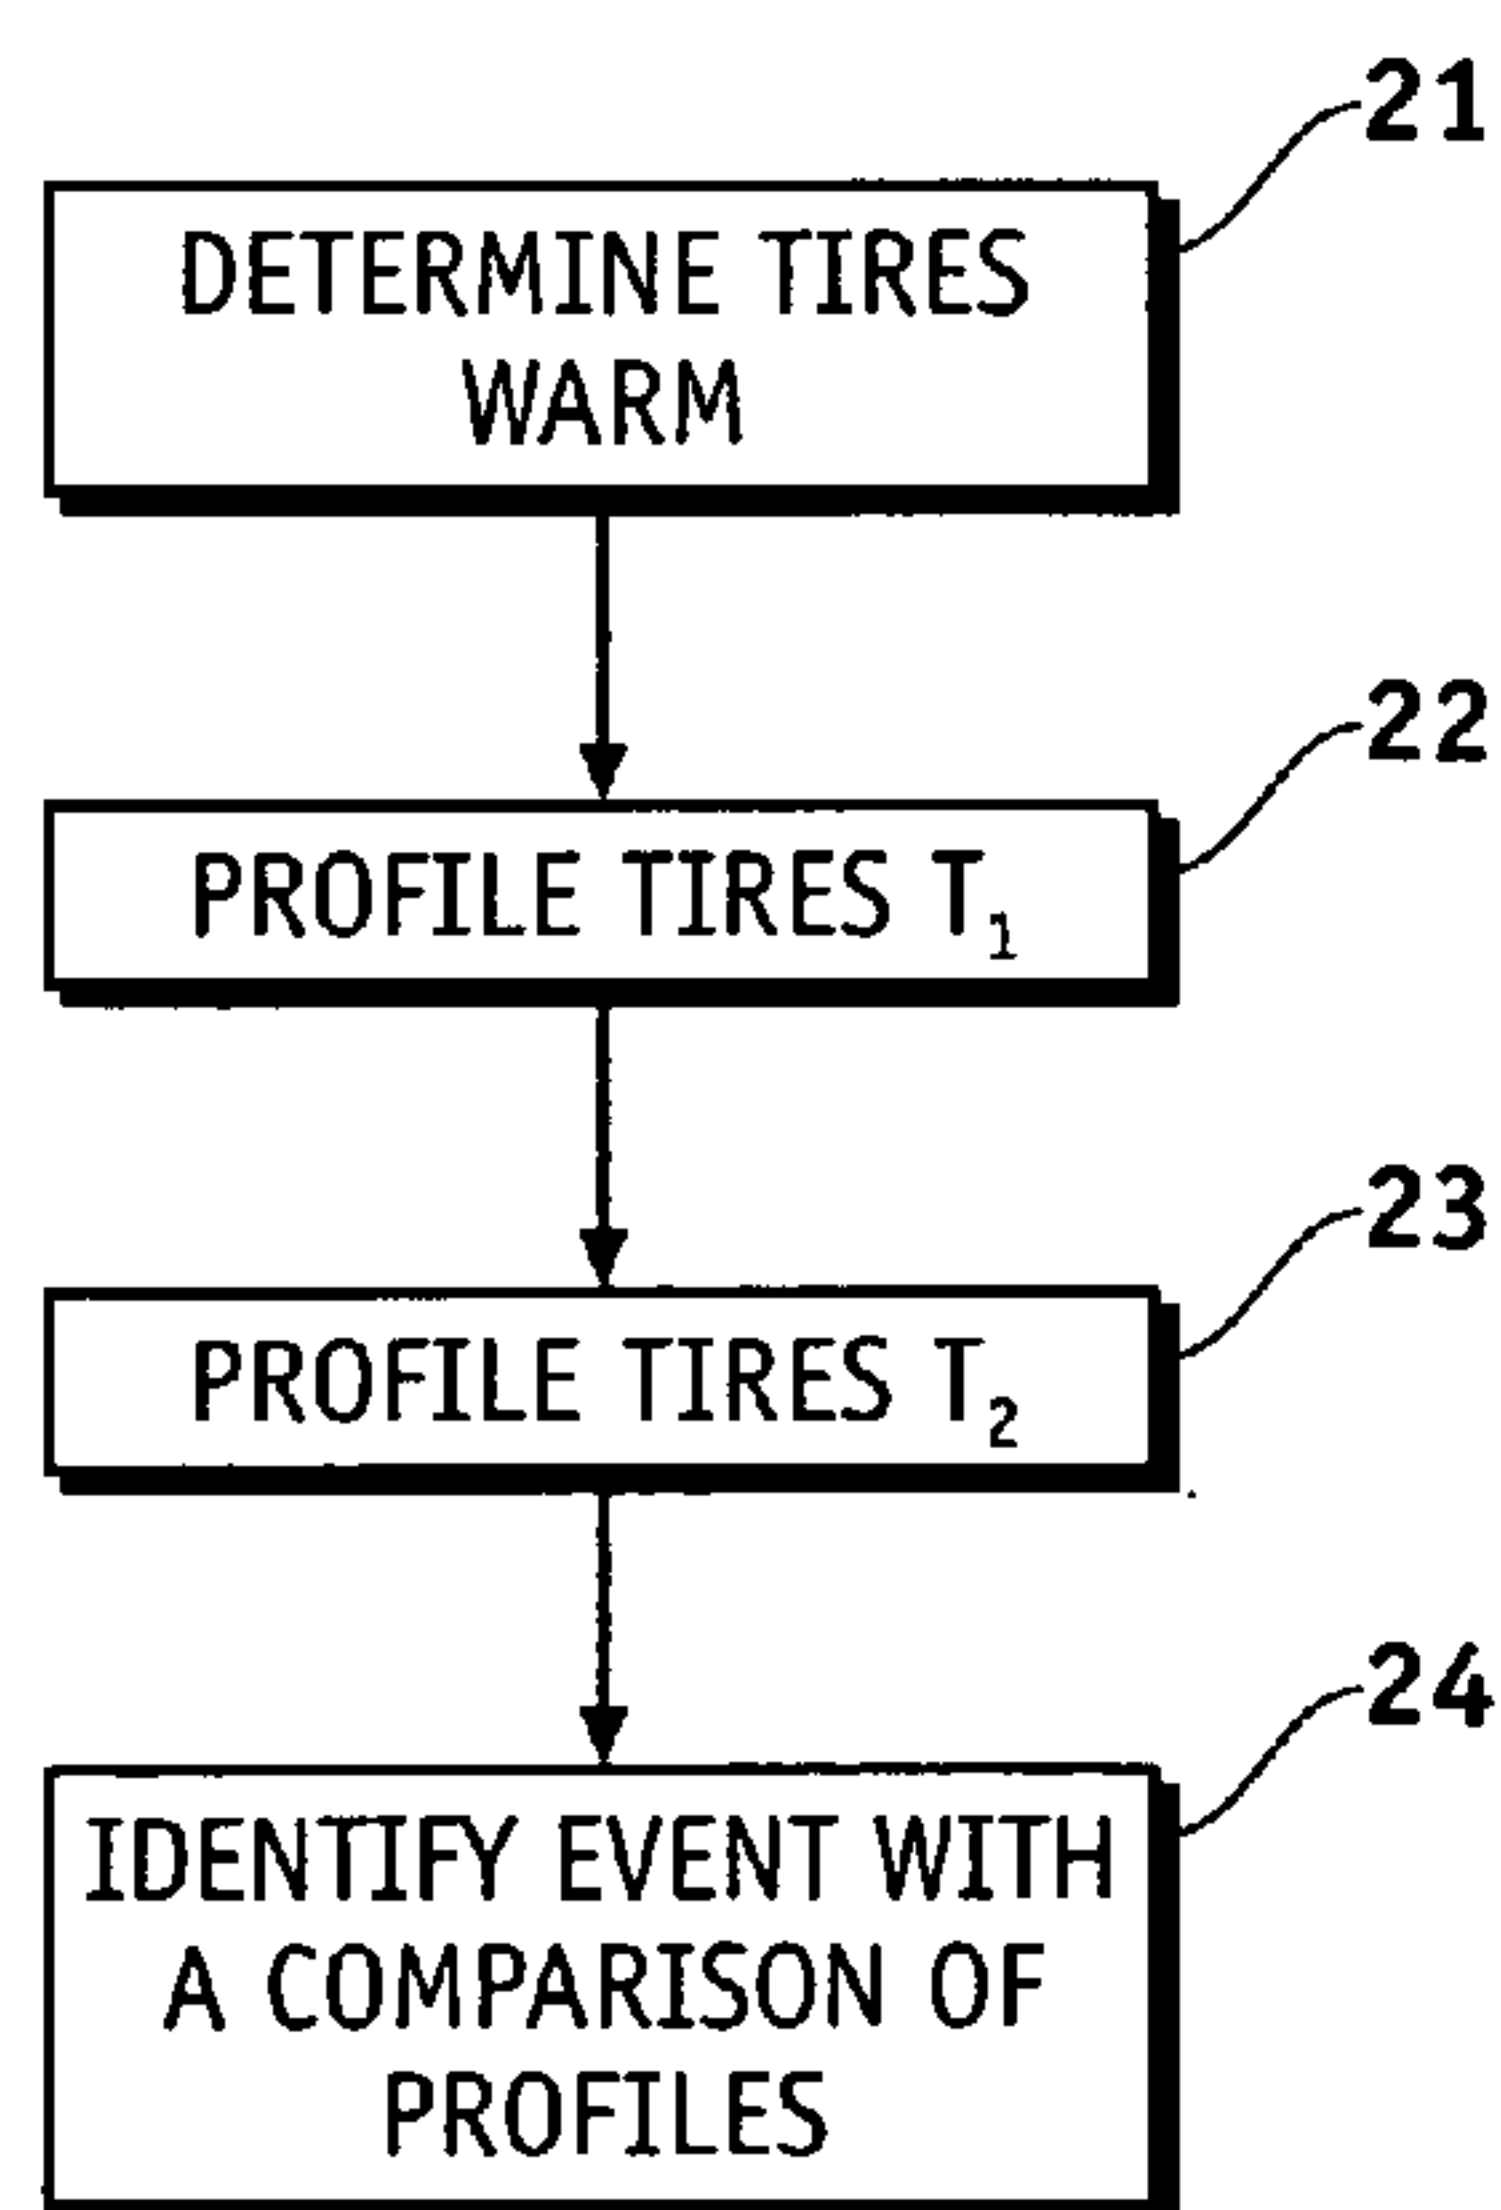 21
DETERMINE TIRES
WARM
22
PROFILE TIRES T₁
23
PROFILE TIRES T₂
24
IDENTIFY EVENT WITH
A COMPARISON OF
PROFILES